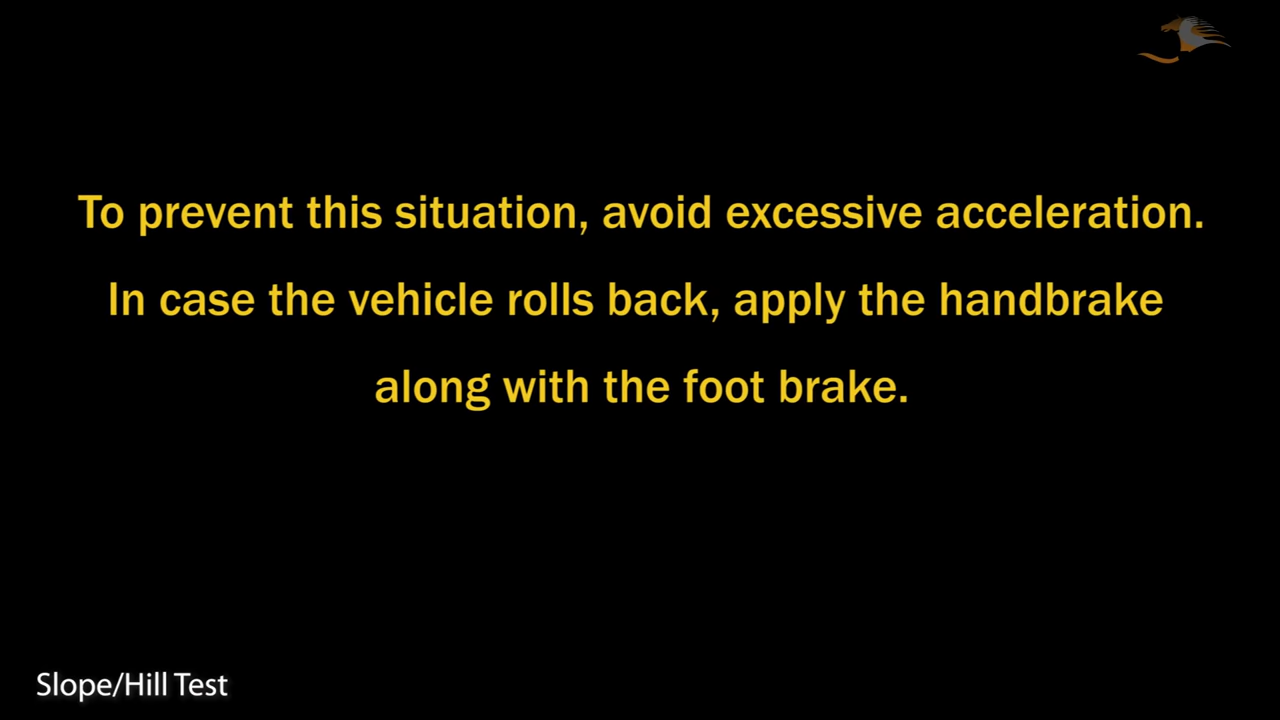 To prevent this situation, avoid excessive acceleration.
In case the vehicle rolls back, apply the handbrake
along with the foot brake.
Slope/Hill Test